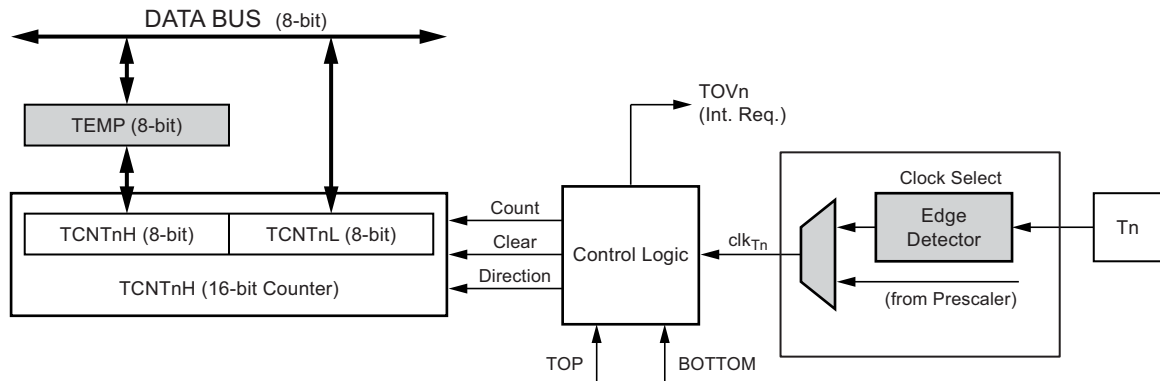 DATA BUS (8-bit)
TEMP (8-bit)
TCNTnH (8-bit)
TCNTnL (8-bit)
TCNTnH (16-bit Counter)
Count
Clear
Direction
TOVn
(Int. Req.)
Control Logic
TOP
BOTTOM
clkTn
Clock Select
Edge
Detector
(from Prescaler)
Tn